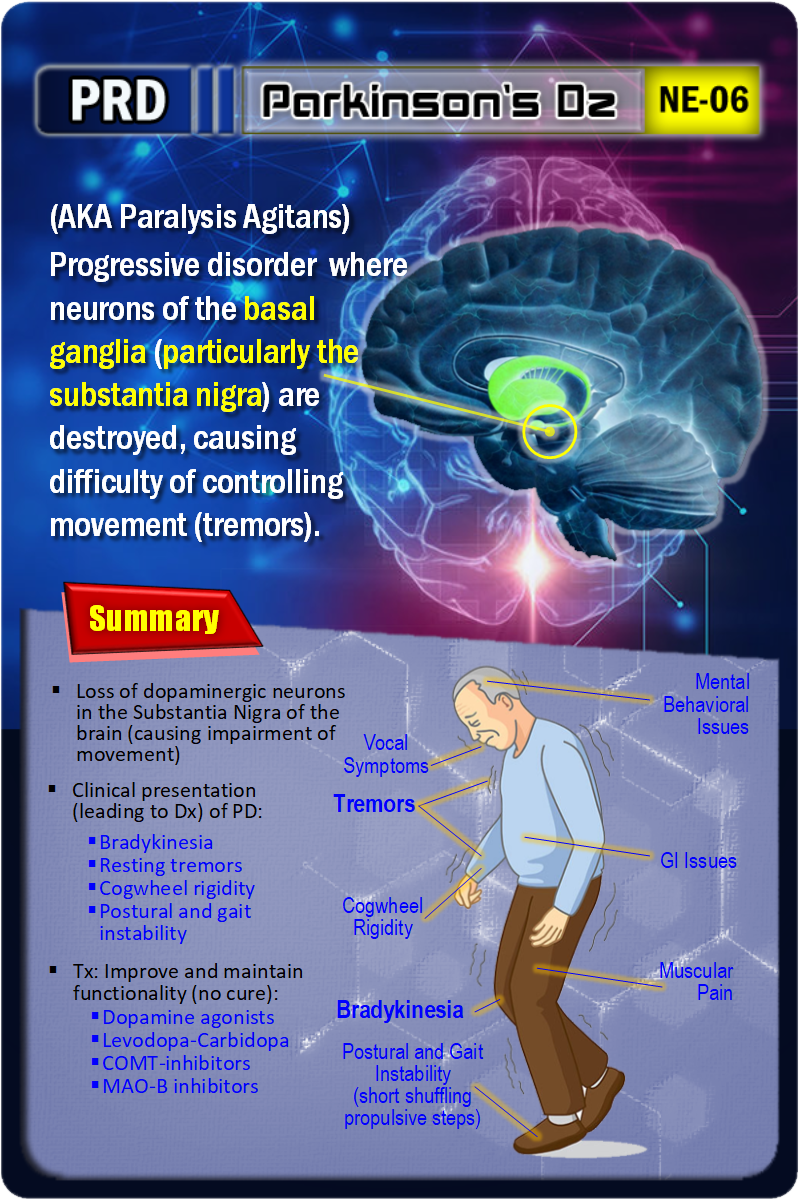 PRD
Parkinson's Dz
NE-06
(AKA Paralysis Agitans)
Progressive disorder where
neurons of the basal
ganglia (particularly the
substantia nigra) are
destroyed, causing
difficulty of controlling
movement (tremors).
Summary
▪ Loss of dopaminergic neurons
in the Substantia Nigra of the
brain (causing impairment of
movement)
▪ Clinical presentation
(leading to Dx) of PD:
▪ Bradykinesia
▪ Resting tremors
▪ Cogwheel rigidity
▪ Postural and gait
instability
▪ Tx: Improve and maintain
functionality (no cure):
▪ Dopamine agonists
▪ Levodopa-Carbidopa
▪ COMT-inhibitors
▪ MAO-B inhibitors
Mental
Behavioral
Issues
Vocal
Symptoms
Tremors
GI Issues
Cogwheel
Rigidity
Muscular
Pain
Bradykinesia
Postural and Gait
Instability
(short shuffling
propulsive steps)